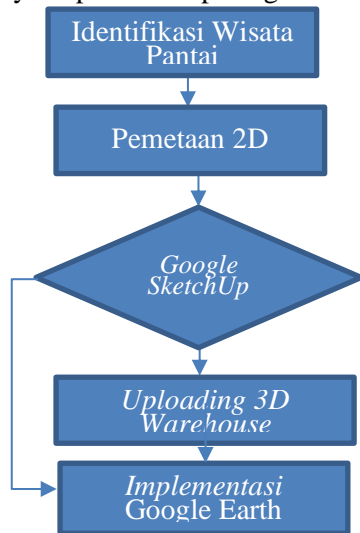 Identifikasi Wisata
Pantai
Pemetaan 2D
Google
SketchUp
Uploading 3D
Warehouse
Implementasi
Google Earth